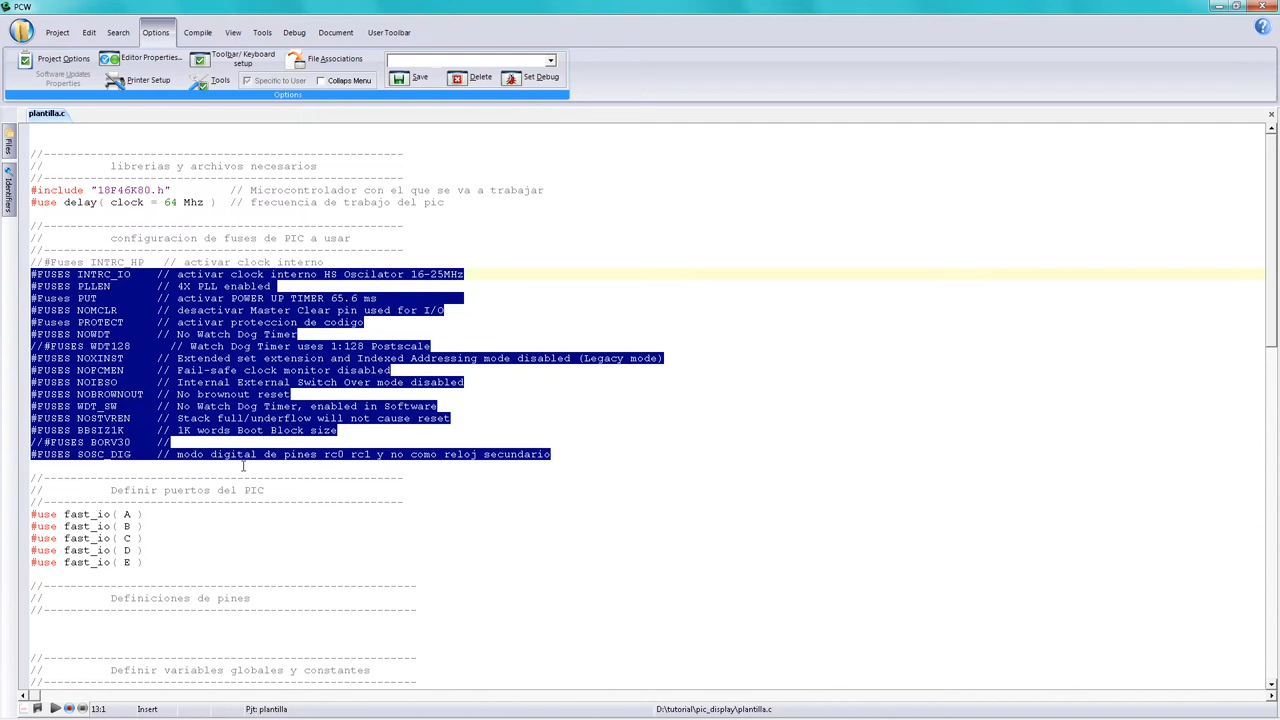 PCW
Project Edit Search Options Compile View Tools Debug Document User Toolbar
Project Options Editor Properties... Toolbar/ Keyboard setup File Associations
Software Updates Properties Printer Setup Tools Specific to User Collaps Menu Save Delete Set Debug
Options
plantilla.c
Files
Identifiers
//------------------------------------------------------
// librerias y archivos necesarios
//------------------------------------------------------
#include "18F46K80.h" // Microcontrolador con el que se va a trabajar
#use delay( clock = 64 Mhz ) // frecuencia de trabajo del pic
//------------------------------------------------------
// configuracion de fuses de PIC a usar
//------------------------------------------------------
//#Fuses INTRC_HP // activar clock interno
#FUSES INTRC_IO // activar clock interno HS Oscilator 16-25MHz
#FUSES PLLEN // 4X PLL enabled
#Fuses PUT // activar POWER UP TIMER 65.6 ms
#FUSES NOMCLR // desactivar Master Clear pin used for I/O
#Fuses PROTECT // activar proteccion de codigo
#FUSES NOWDT // No Watch Dog Timer
//#FUSES WDT128 // Watch Dog Timer uses 1:128 Postscale
#FUSES NOXINST // Extended set extension and Indexed Addressing mode disabled (Legacy mode)
#FUSES NOFCMEN // Fail-safe clock monitor disabled
#FUSES NOIESO // Internal External Switch Over mode disabled
#FUSES NOBROWNOUT // No brownout reset
#FUSES WDT_SW // No Watch Dog Timer, enabled in Software
#FUSES NOSTVREN // Stack full/underflow will not cause reset
#FUSES BBSIZ1K // 1K words Boot Block size
//#FUSES BORV30 //
#FUSES SOSC_DIG // modo digital de pines rc0 rc1 y no como reloj secundario
//------------------------------------------------------
// Definir puertos del PIC
//------------------------------------------------------
#use fast_io( A )
#use fast_io( B )
#use fast_io( C )
#use fast_io( D )
#use fast_io( E )
//--------------------------------------------------------
// Definiciones de pines
//--------------------------------------------------------
//--------------------------------------------------------
// Definir variables globales y constantes
//--------------------------------------------------------
13:1 Insert Pjt: plantilla D:\tutorial\pic_display\plantilla.c